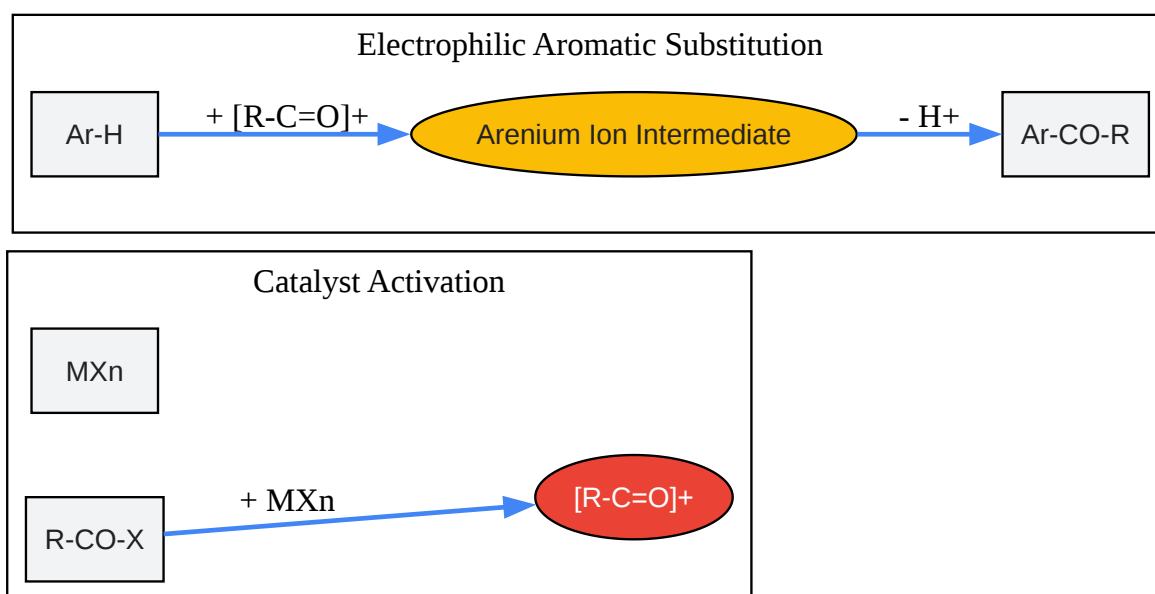 Electrophilic Aromatic Substitution
Ar-H
+ [R-C=O]+
Arenium Ion Intermediate
- H+
Ar-CO-R
Catalyst Activation
MXn
R-CO-X
+ MXn
[R-C=O]+